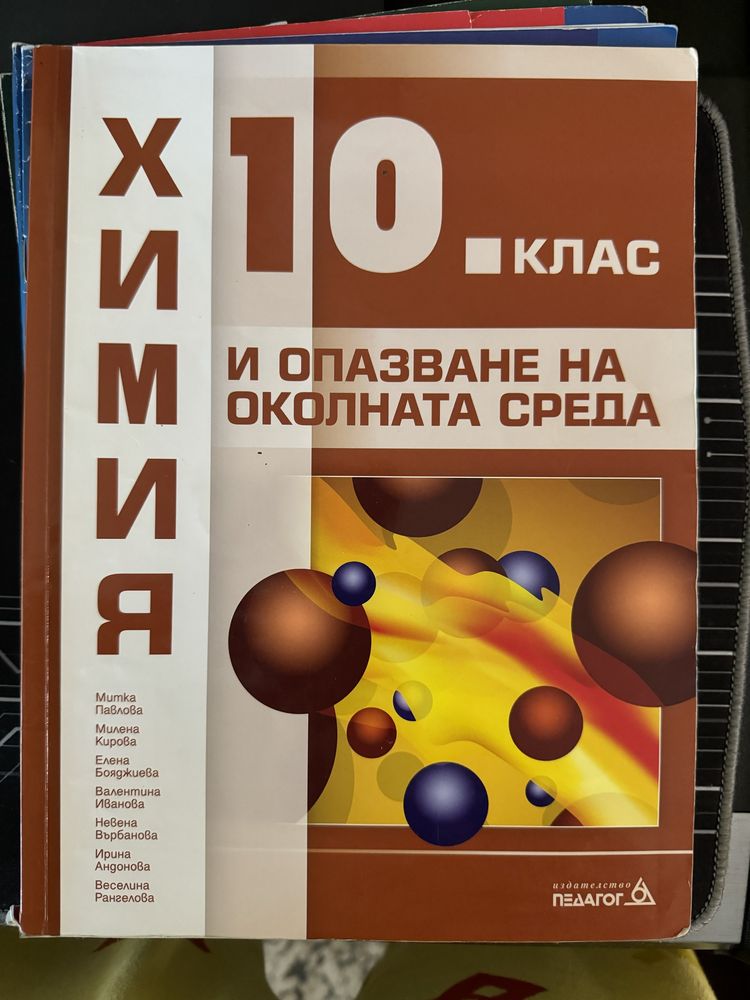 ХИМИЯ
10. КЛАС
И ОПАЗВАНЕ НА
ОКОЛНАТА СРЕДА
Митка
Павлова
Милена
Кирова
Елена
Бояджиева
Валентина
Иванова
Невена
Върбанова
Ирина
Андонова
Веселина
Рангелова
издателство
ПЕДАГОГ 6